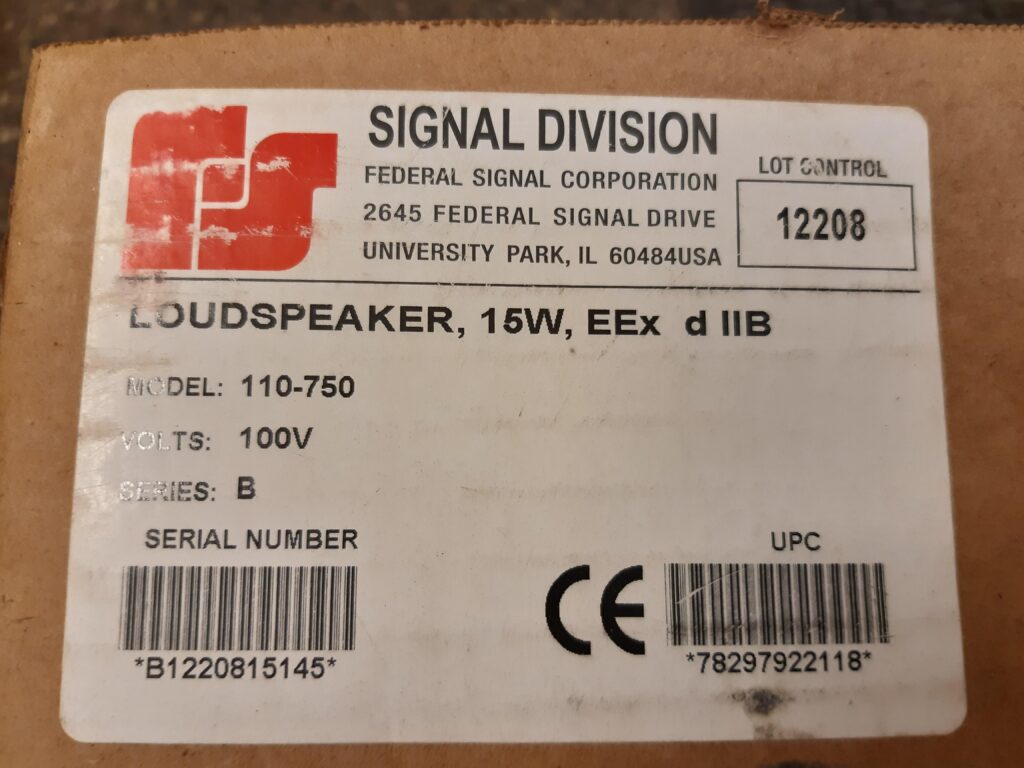 SIGNAL DIVISION
FEDERAL SIGNAL CORPORATION
2645 FEDERAL SIGNAL DRIVE
UNIVERSITY PARK, IL 60484USA
LOT CONTROL
12208
LOUDSPEAKER, 15W, EEx d IIB
MODEL: 110-750
VOLTS: 100V
SERIES: B
SERIAL NUMBER
*B1220815145*
CE
UPC
*78297922118*